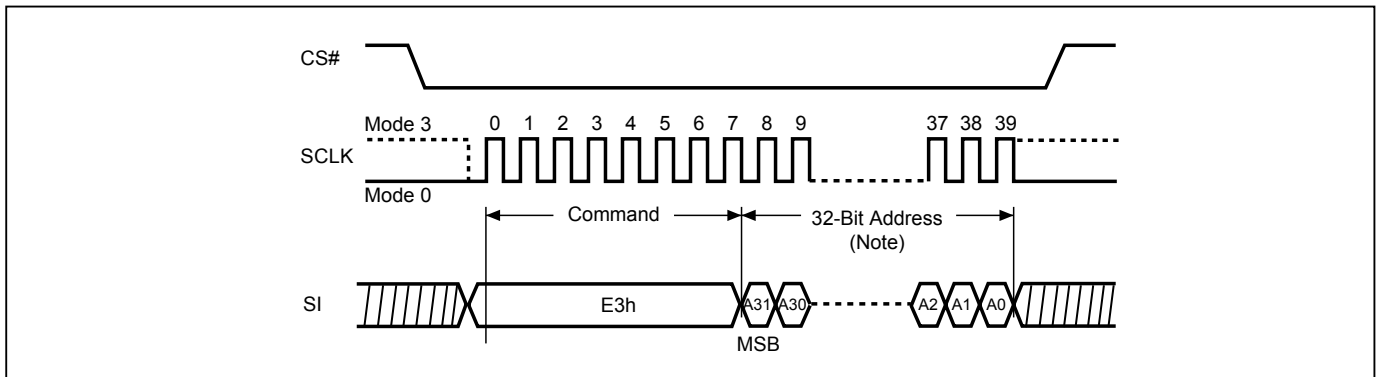 CS#
Mode 3 0 1 2 3 4 5 6 7 8 9 37 38 39
SCLK
Mode 0
Command 32-Bit Address
(Note)
SI E3h A31 A30 A2 A1 A0
MSB